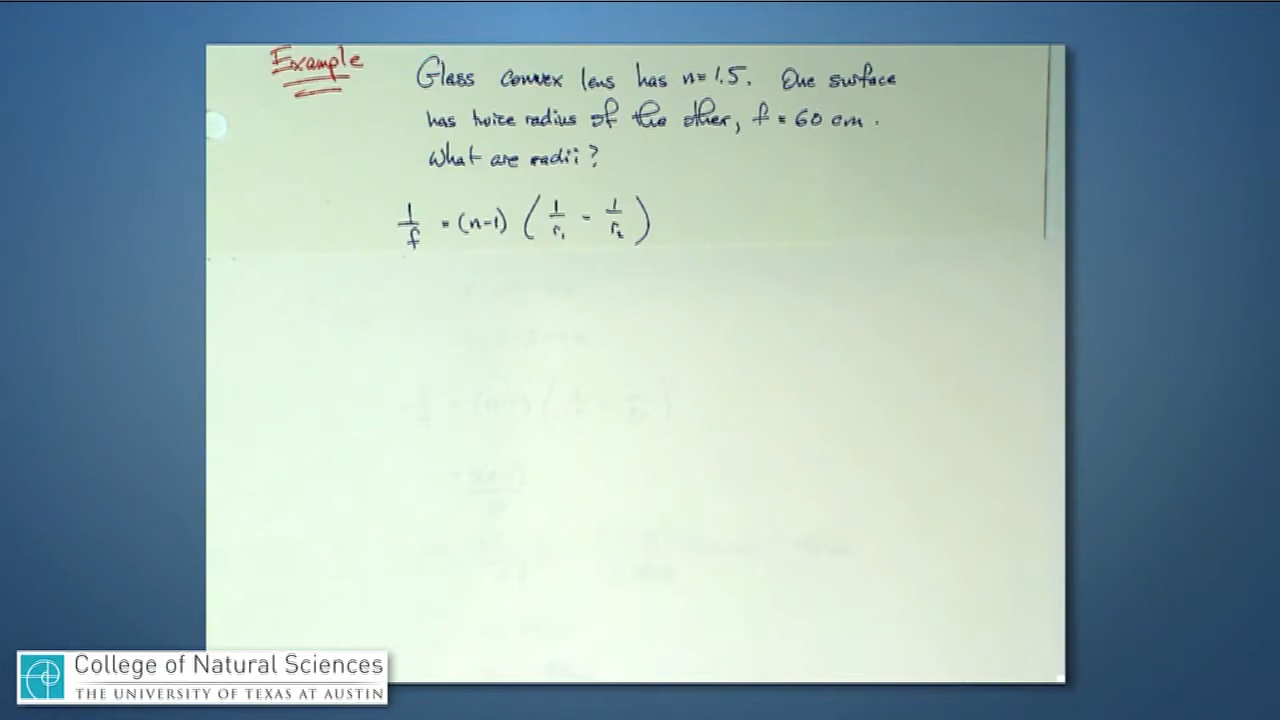 Example
Glass convex lens has n=1.5. One surface
has twice radius of the other, f = 60 cm.
What are radii?
1/f = (n-1) (1/r₁ - 1/r₂)
College of Natural Sciences
THE UNIVERSITY OF TEXAS AT AUSTIN